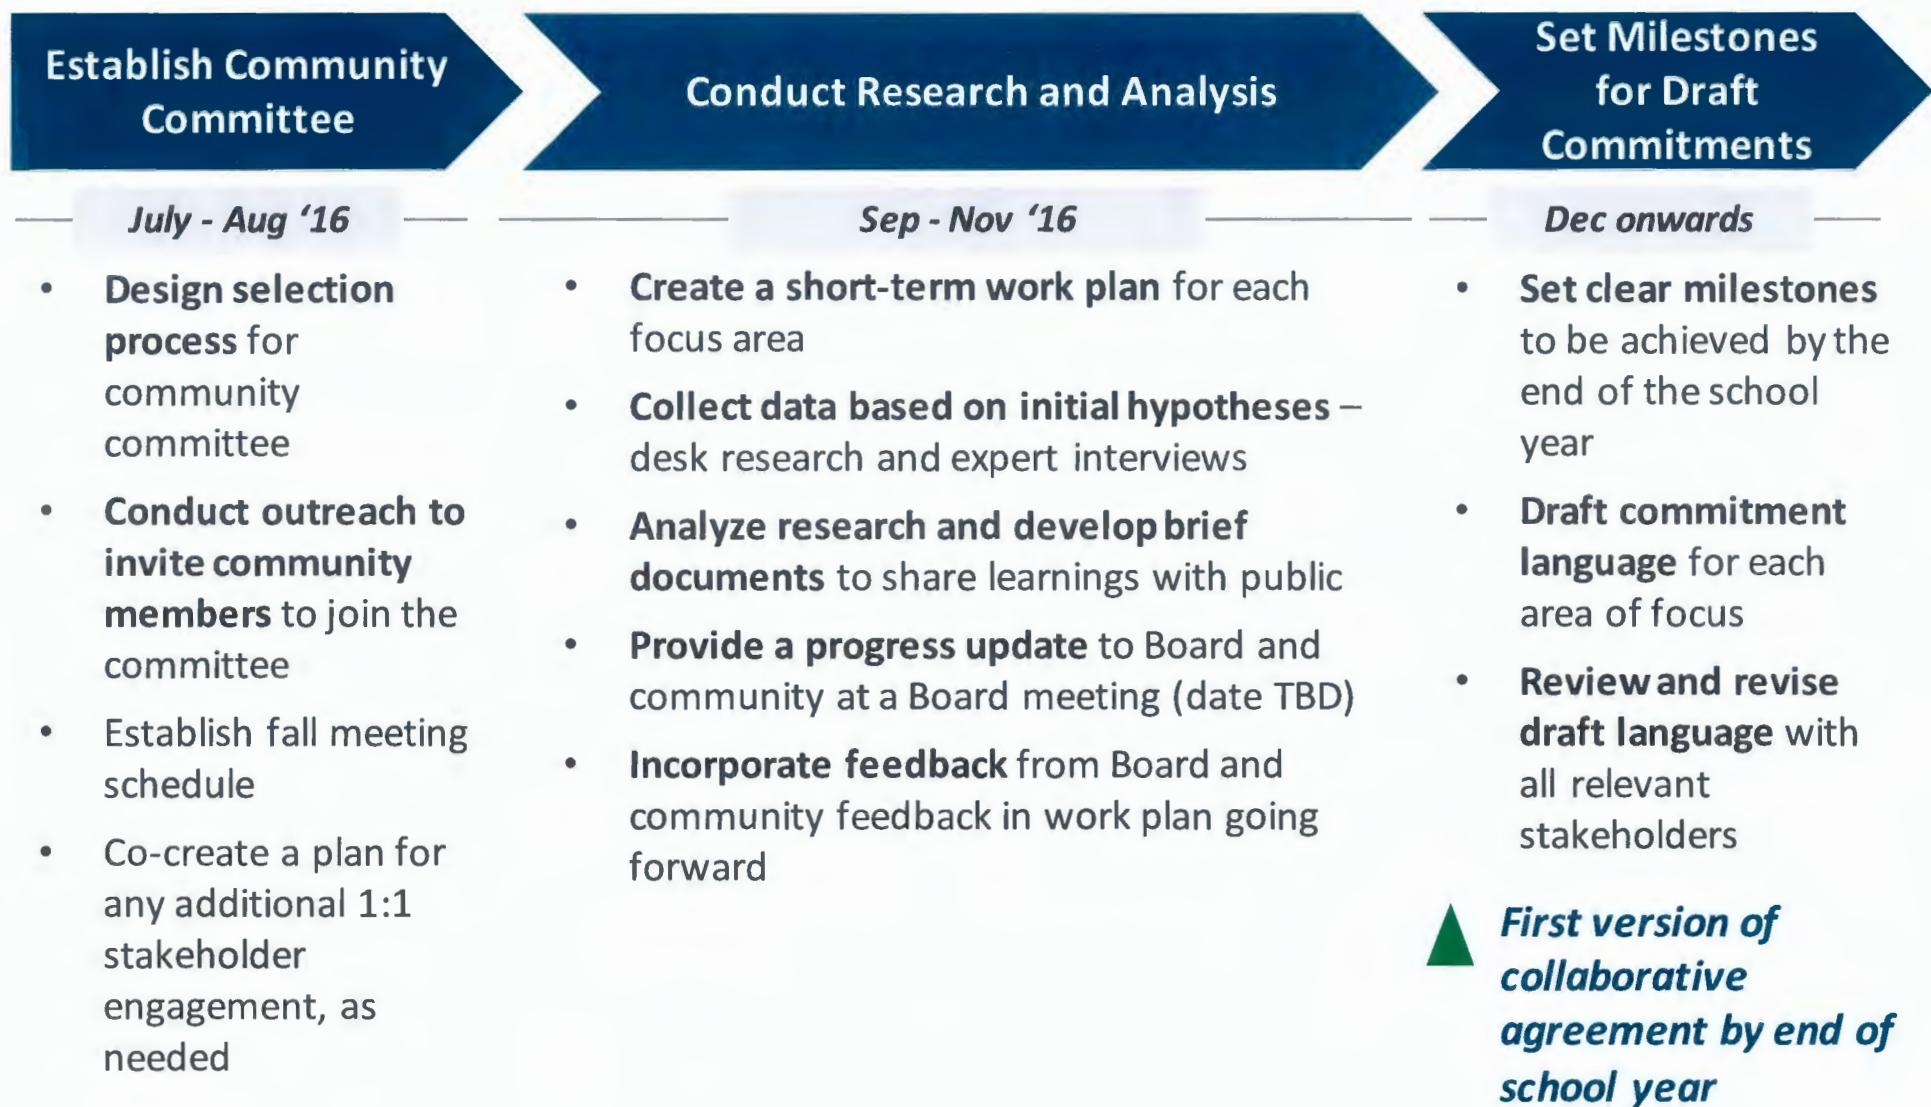 Establish Community
Committee
Conduct Research and Analysis
Set Milestones
for Draft
Commitments
July - Aug ‘16
Sep - Nov ‘16
Dec onwards
• Design selection
process for
community
committee
• Conduct outreach to
invite community
members to join the
committee
• Establish fall meeting
schedule
• Co-create a plan for
any additional 1:1
stakeholder
engagement, as
needed
• Create a short-term work plan for each
focus area
• Collect data based on initial hypotheses –
desk research and expert interviews
• Analyze research and develop brief
documents to share learnings with public
• Provide a progress update to Board and
community at a Board meeting (date TBD)
• Incorporate feedback from Board and
community feedback in work plan going
forward
• Set clear milestones
to be achieved by the
end of the school
year
• Draft commitment
language for each
area of focus
• Review and revise
draft language with
all relevant
stakeholders
First version of
collaborative
agreement by end of
school year